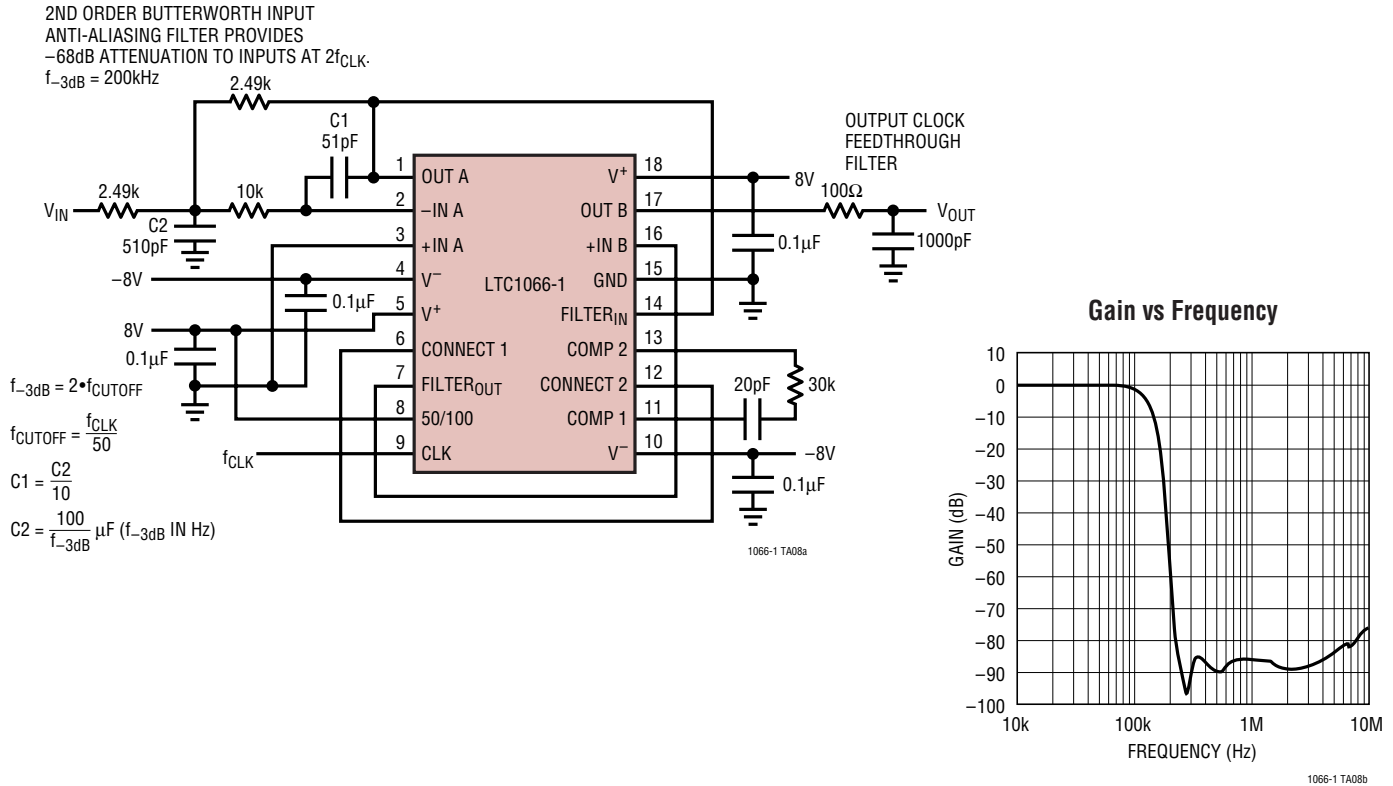 2ND ORDER BUTTERWORTH INPUT
ANTI-ALIASING FILTER PROVIDES
–68dB ATTENUATION TO INPUTS AT 2fCLK.
f–3dB = 200kHz
2.49k
C1
51pF
2.49k
10k
VIN
C2
510pF
–8V
0.1µF
8V
0.1µF
f–3dB = 2•fCUTOFF
fCUTOFF = fCLK
50
C1 = C2
10
C2 = 100
f–3dB
µF (f–3dB IN Hz)
fCLK
1 OUT A
2 –IN A
3 +IN A
4 V–
5 V+
6 CONNECT 1
7 FILTEROUT
8 50/100
9 CLK
LTC1066-1
V+ 18
OUT B 17
+IN B 16
GND 15
FILTERIN 14
COMP 2 13
CONNECT 2 12
COMP 1 11
V– 10
OUTPUT CLOCK
FEEDTHROUGH
FILTER
8V
100Ω
VOUT
0.1µF
1000pF
20pF
30k
–8V
0.1µF
1066-1 TA08a
Gain vs Frequency
GAIN (dB)
10
0
–10
–20
–30
–40
–50
–60
–70
–80
–90
–100
10k 100k 1M 10M
FREQUENCY (Hz)
1066-1 TA08b